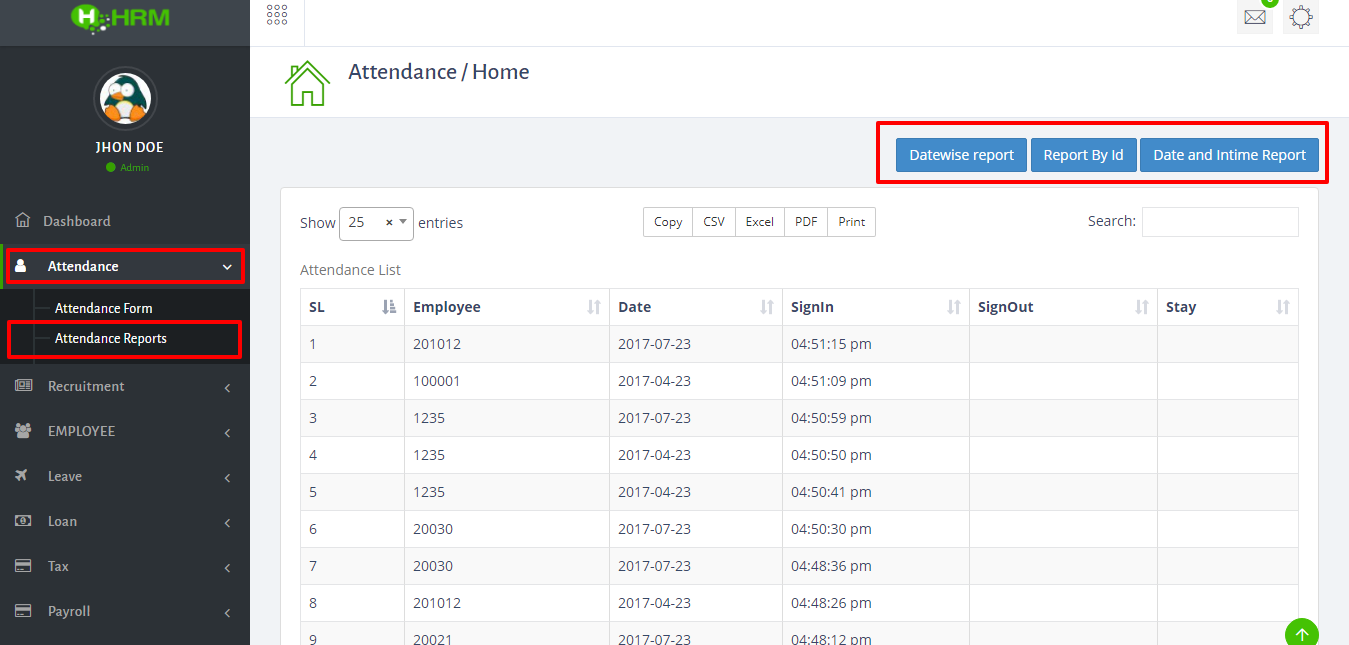 HRM
Attendance / Home
JHON DOE
Admin
Datewise report Report By Id Date and Intime Report
Dashboard
Attendance
Attendance Form
Attendance Reports
Recruitment
EMPLOYEE
Leave
Loan
Tax
Payroll
Show 25 × entries Copy CSV Excel PDF Print Search:
Attendance List
SL Employee Date SignIn SignOut Stay
1 201012 2017-07-23 04:51:15 pm
2 100001 2017-04-23 04:51:09 pm
3 1235 2017-07-23 04:50:59 pm
4 1235 2017-04-23 04:50:50 pm
5 1235 2017-04-23 04:50:41 pm
6 20030 2017-07-23 04:50:30 pm
7 20030 2017-07-23 04:48:36 pm
8 201012 2017-04-23 04:48:26 pm
9 20021 2017-07-23 04:48:12 pm